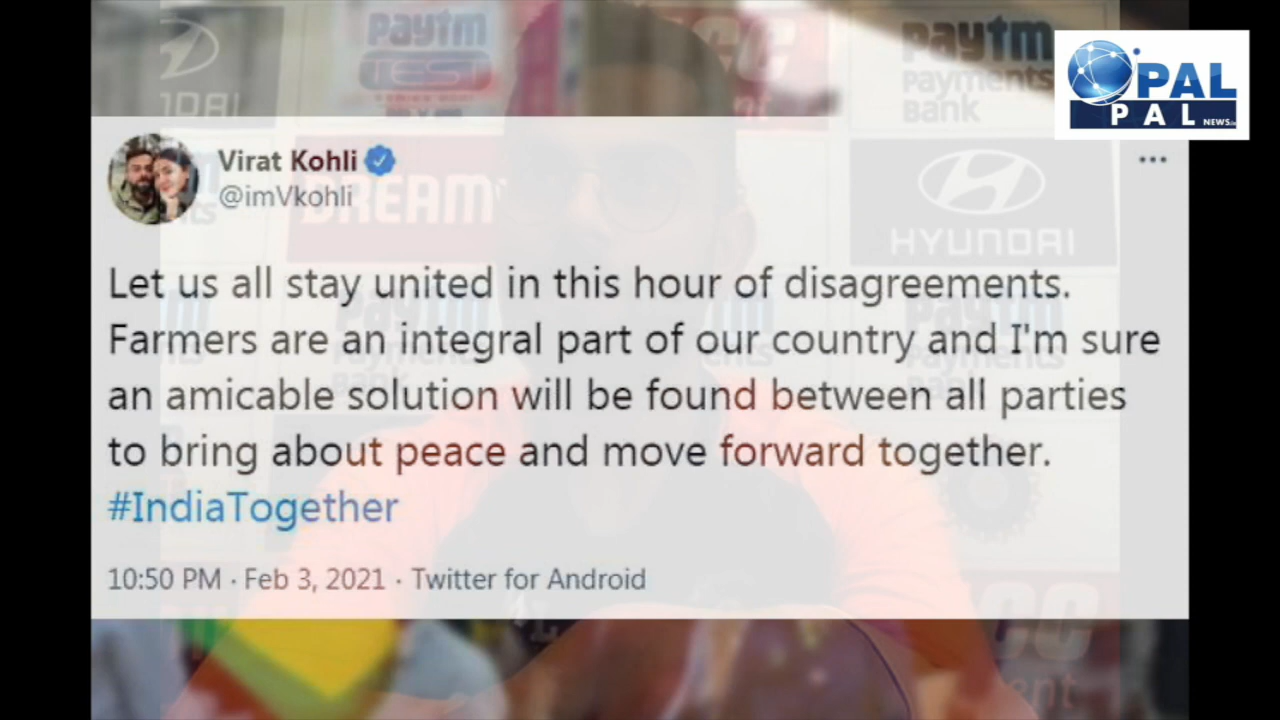 paytm
TEST
paytm
payments
BANK
PAL
PAL NEWS
Virat Kohli
@imVkohli
DREAM
HYUNDAI
Let us all stay united in this hour of disagreements.
Farmers are an integral part of our country and I'm sure
an amicable solution will be found between all parties
to bring about peace and move forward together.
#IndiaTogether
10:50 PM · Feb 3, 2021 · Twitter for Android